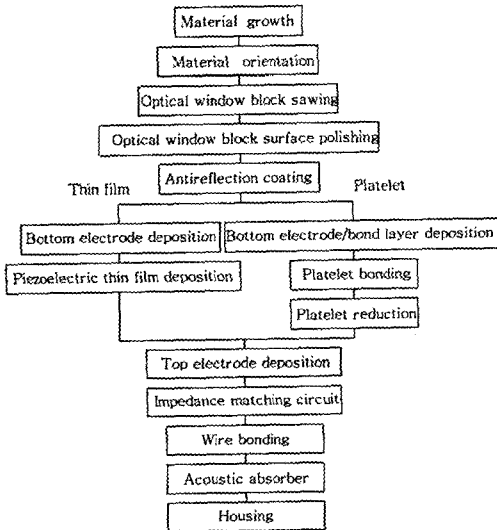 Material growth
Material orientation
Optical window block sawing
Optical window block surface polishing
Antireflection coating
Thin film
Platelet
Bottom electrode deposition
Bottom electrode/bond layer deposition
Piezoelectric thin film deposition
Platelet bonding
Platelet reduction
Top electrode deposition
Impedance matching circuit
Wire bonding
Acoustic absorber
Housing